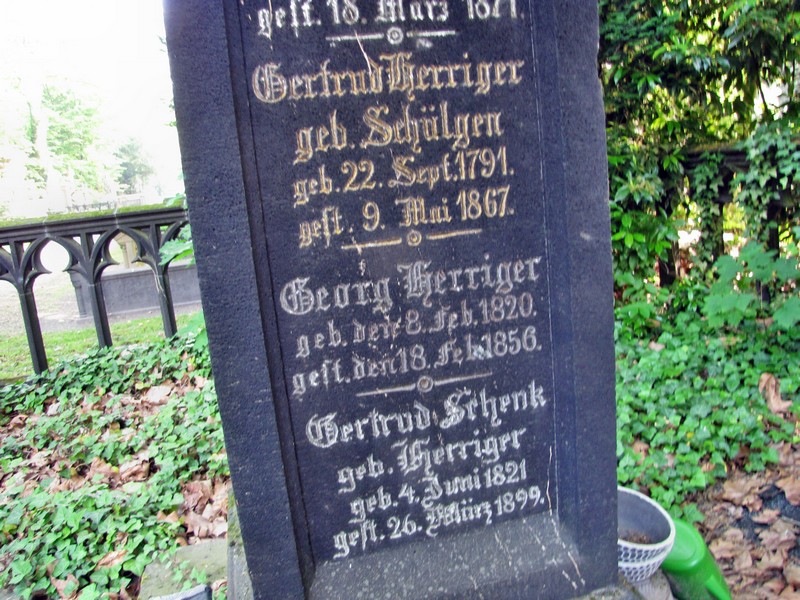 gest. 18. März 1871.
Gertrud Herriger
geb. Schülgen
geb. 22. Sept. 1791.
gest. 9. Mai 1867.
Georg Herriger
geb. den 8. Feb. 1820.
gest. den 18. Feb. 1856.
Gertrud Schenk
geb. Herriger
geb. 4. Juni 1821
gest. 26. März 1899.